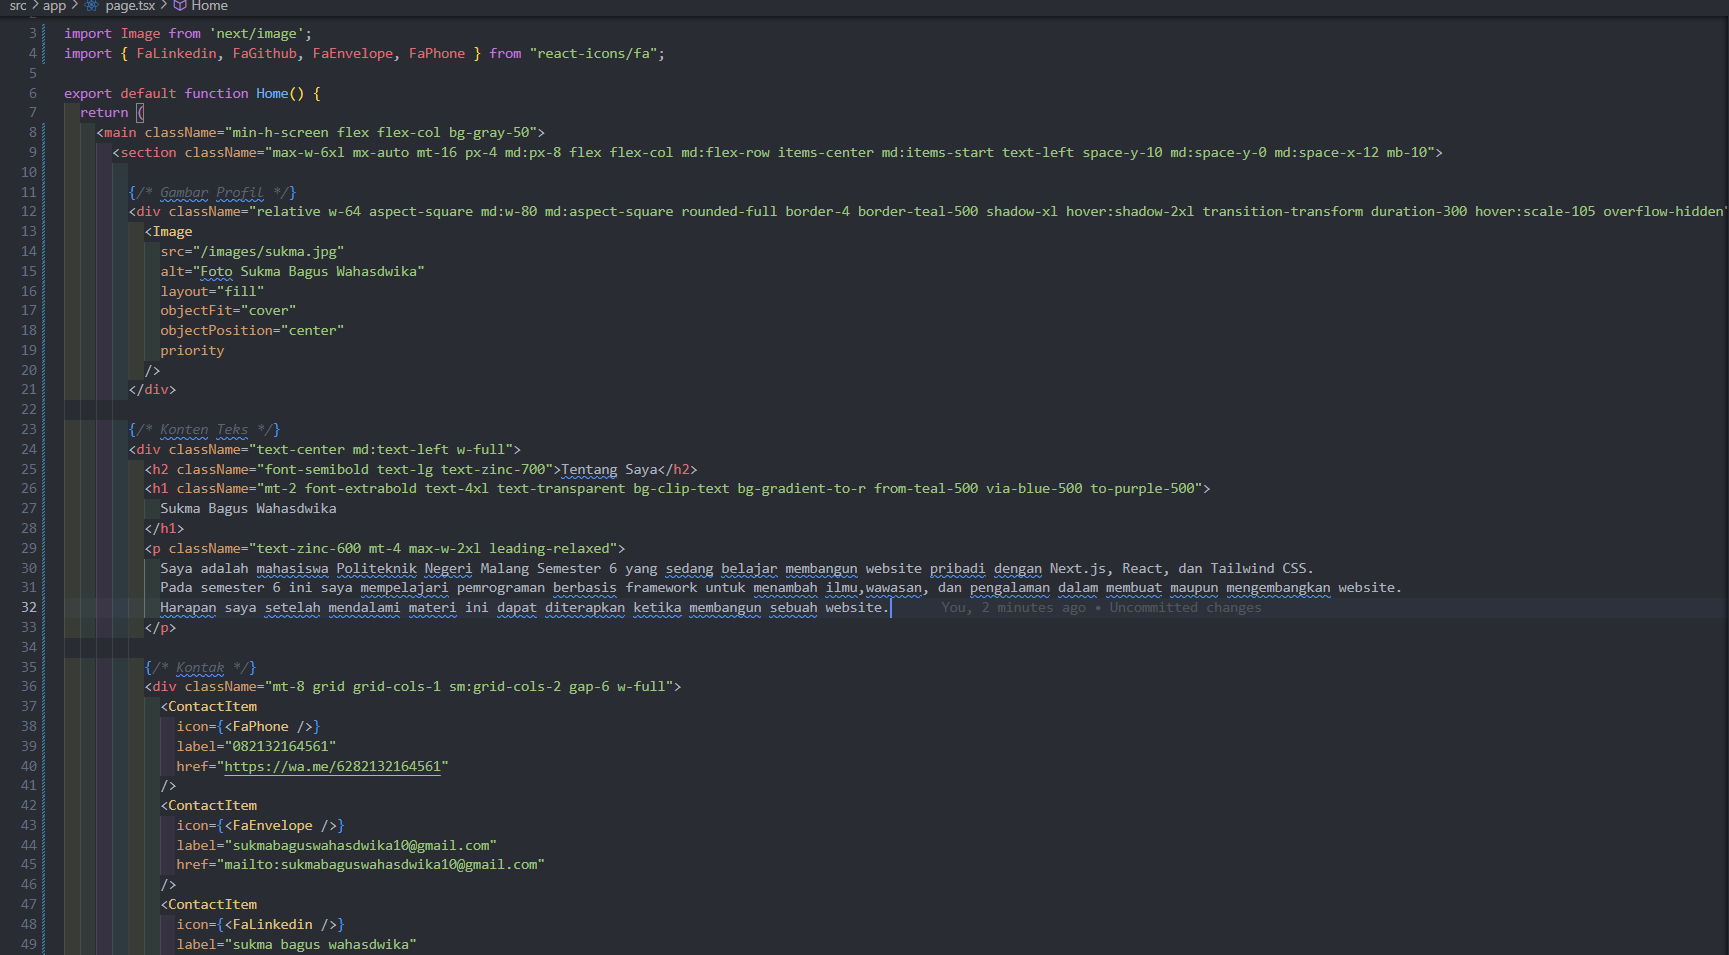 src > app > page.tsx > Home
3 import Image from 'next/image';
4 import { FaLinkedin, FaGithub, FaEnvelope, FaPhone } from "react-icons/fa";
5
6 export default function Home() {
7 return (
8 <main className="min-h-screen flex flex-col bg-gray-50">
9 <section className="max-w-6xl mx-auto mt-16 px-4 md:px-8 flex flex-col md:flex-row items-center md:items-start text-left space-y-10 md:space-y-0 md:space-x-12 mb-10">
10
11 {/* Gambar Profil */}
12 <div className="relative w-64 aspect-square md:w-80 md:aspect-square rounded-full border-4 border-teal-500 shadow-xl hover:shadow-2xl transition-transform duration-300 hover:scale-105 overflow-hidden"
13 <Image
14 src="/images/sukma.jpg"
15 alt="Foto Sukma Bagus Wahasdwika"
16 layout="fill"
17 objectFit="cover"
18 objectPosition="center"
19 priority
20 />
21 </div>
22
23 {/* Konten Teks */}
24 <div className="text-center md:text-left w-full">
25 <h2 className="font-semibold text-lg text-zinc-700">Tentang Saya</h2>
26 <h1 className="mt-2 font-extrabold text-4xl text-transparent bg-clip-text bg-gradient-to-r from-teal-500 via-blue-500 to-purple-500">
27 Sukma Bagus Wahasdwika
28 </h1>
29 <p className="text-zinc-600 mt-4 max-w-2xl leading-relaxed">
30 Saya adalah mahasiswa Politeknik Negeri Malang Semester 6 yang sedang belajar membangun website pribadi dengan Next.js, React, dan Tailwind CSS.
31 Pada semester 6 ini saya mempelajari pemrograman berbasis framework untuk menambah ilmu,wawasan, dan pengalaman dalam membuat maupun mengembangkan website.
32 Harapan saya setelah mendalami materi ini dapat diterapkan ketika membangun sebuah website. You, 2 minutes ago • Uncommitted changes
33 </p>
34
35 {/* Kontak */}
36 <div className="mt-8 grid grid-cols-1 sm:grid-cols-2 gap-6 w-full">
37 <ContactItem
38 icon={<FaPhone />}
39 label="082132164561"
40 href="https://wa.me/6282132164561"
41 />
42 <ContactItem
43 icon={<FaEnvelope />}
44 label="sukmabaguswahasdwika10@gmail.com"
45 href="mailto:sukmabaguswahasdwika10@gmail.com"
46 />
47 <ContactItem
48 icon={<FaLinkedin />}
49 label="sukma bagus wahasdwika"